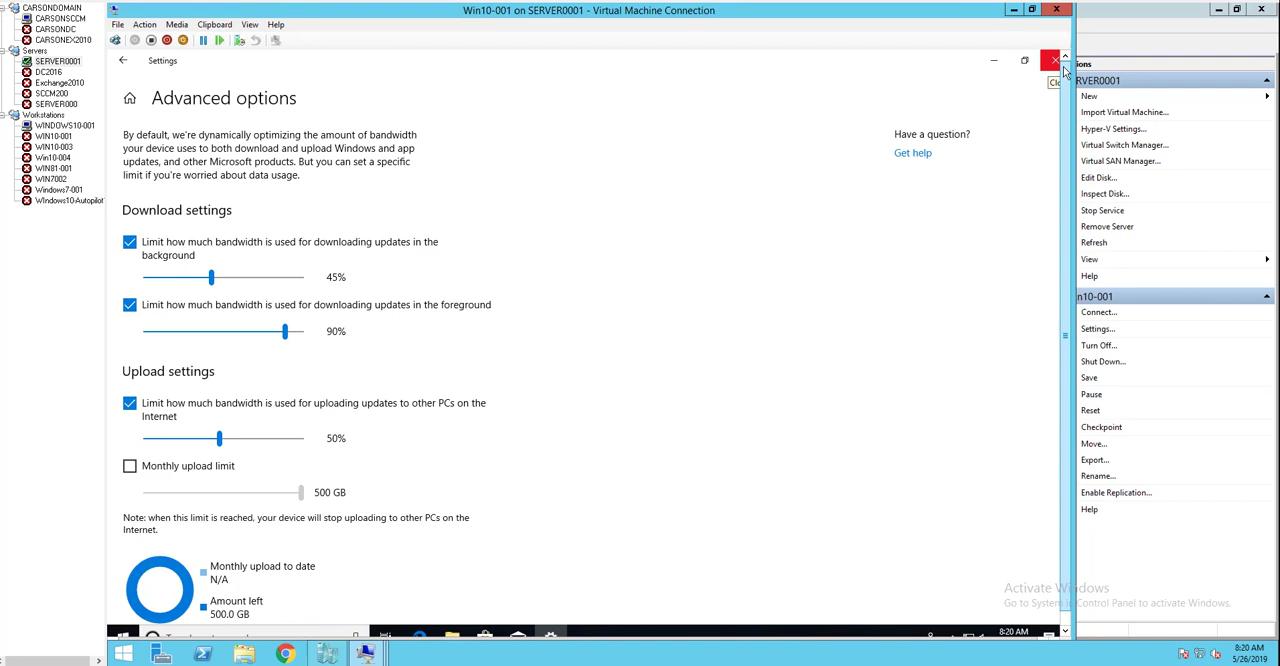 CARSONDOMAIN
CARSONSCCM
CARSONDC
CARSONEX2010
Servers
SERVER0001
DC2016
Exchange2010
SCCM200
SERVER000
Workstations
WINDOWS10-001
WIN10-001
WIN10-003
Win10-004
WIN81-001
WIN7002
Windows7-001
WIndows10-Autopilot
Win10-001 on SERVER0001 - Virtual Machine Connection
File Action Media Clipboard View Help
Settings
Clo
Advanced options
By default, we're dynamically optimizing the amount of bandwidth
your device uses to both download and upload Windows and app
updates, and other Microsoft products. But you can set a specific
limit if you're worried about data usage.
Have a question?
Get help
Download settings
Limit how much bandwidth is used for downloading updates in the
background
45%
Limit how much bandwidth is used for downloading updates in the foreground
90%
Upload settings
Limit how much bandwidth is used for uploading updates to other PCs on the
Internet
50%
Monthly upload limit
500 GB
Note: when this limit is reached, your device will stop uploading to other PCs on the
Internet.
Monthly upload to date
N/A
Amount left
500.0 GB
ions
RVER0001
New
Import Virtual Machine...
Hyper-V Settings...
Virtual Switch Manager...
Virtual SAN Manager...
Edit Disk...
Inspect Disk...
Stop Service
Remove Server
Refresh
View
Help
n10-001
Connect...
Settings...
Turn Off...
Shut Down...
Save
Pause
Reset
Checkpoint
Move...
Export...
Rename...
Enable Replication...
Help
Activate Windows
Go to System in Control Panel to activate Windows.
8:20 AM
8:20 AM
5/26/2019